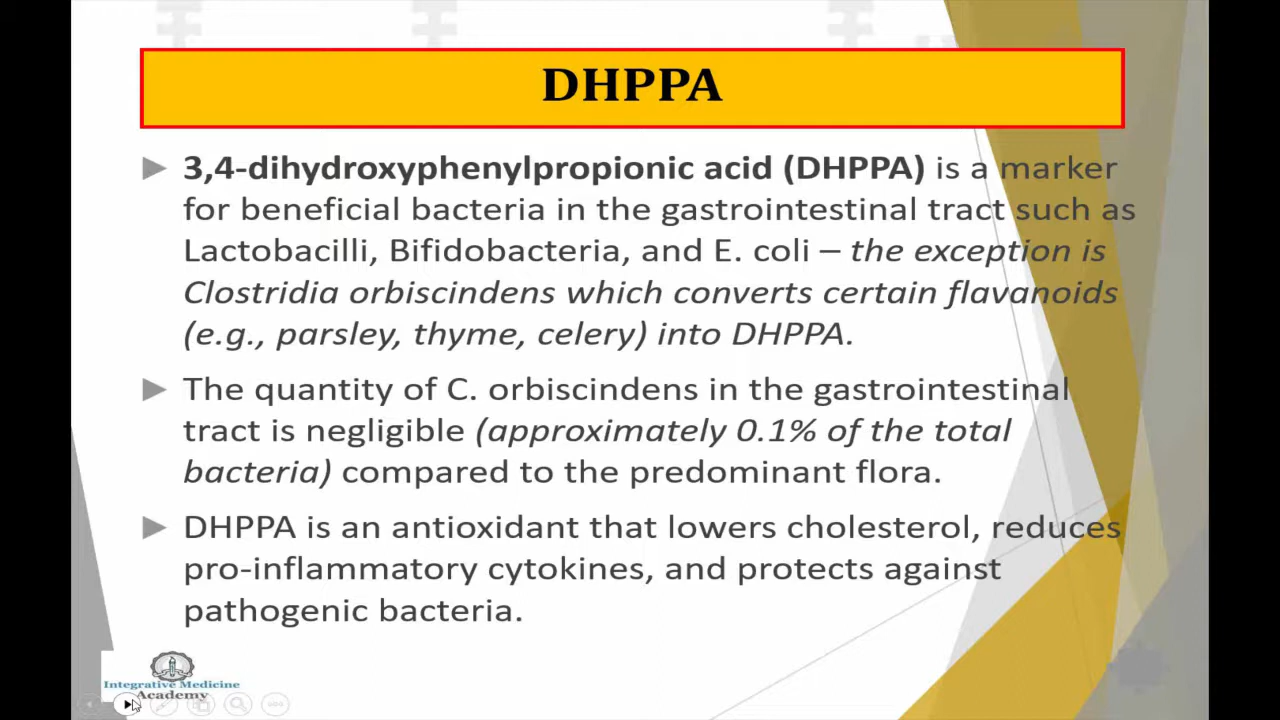 DHPPA
3,4-dihydroxyphenylpropionic acid (DHPPA) is a marker
for beneficial bacteria in the gastrointestinal tract such as
Lactobacilli, Bifidobacteria, and E. coli – the exception is
Clostridia orbiscindens which converts certain flavanoids
(e.g., parsley, thyme, celery) into DHPPA.
The quantity of C. orbiscindens in the gastrointestinal
tract is negligible (approximately 0.1% of the total
bacteria) compared to the predominant flora.
DHPPA is an antioxidant that lowers cholesterol, reduces
pro-inflammatory cytokines, and protects against
pathogenic bacteria.
Integrative Medicine
Academy